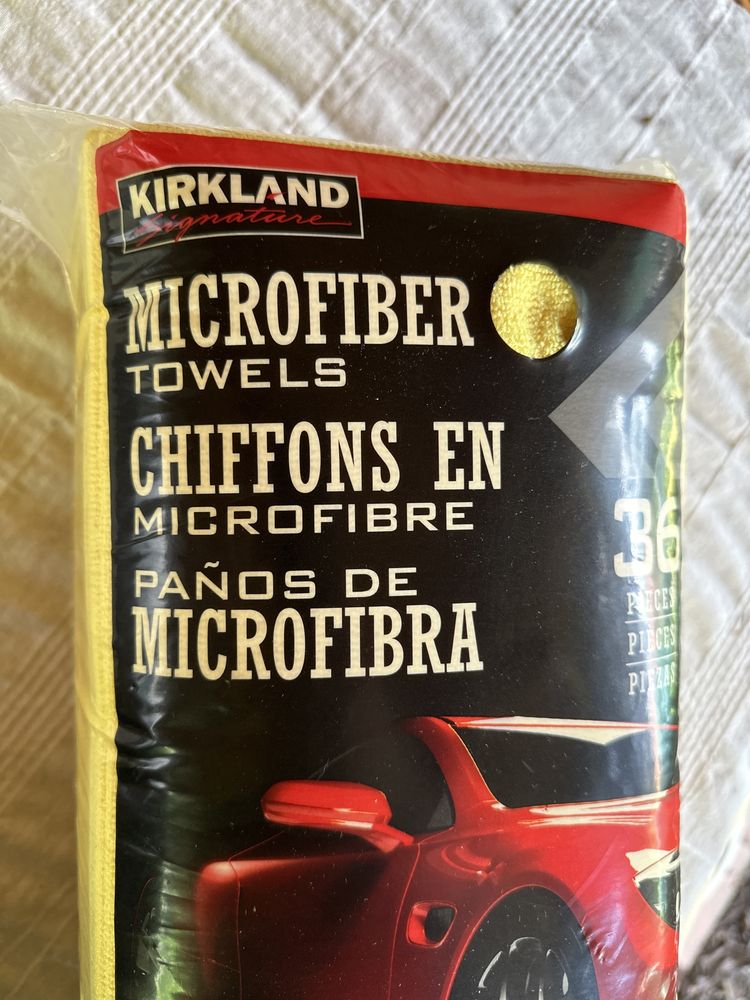 KIRKLAND
Signature
MICROFIBER
TOWELS
CHIFFONS EN
MICROFIBRE
PAÑOS DE
MICROFIBRA
36
PIECES
PIÈCES
PIEZAS